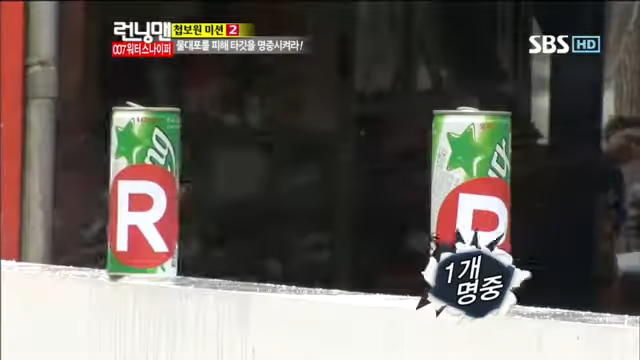 런닝맨
첩보원 미션 2
007워터스나이퍼
물대포를 피해 타깃을 명중시켜라!
SBS HD
R
R
1개
명중